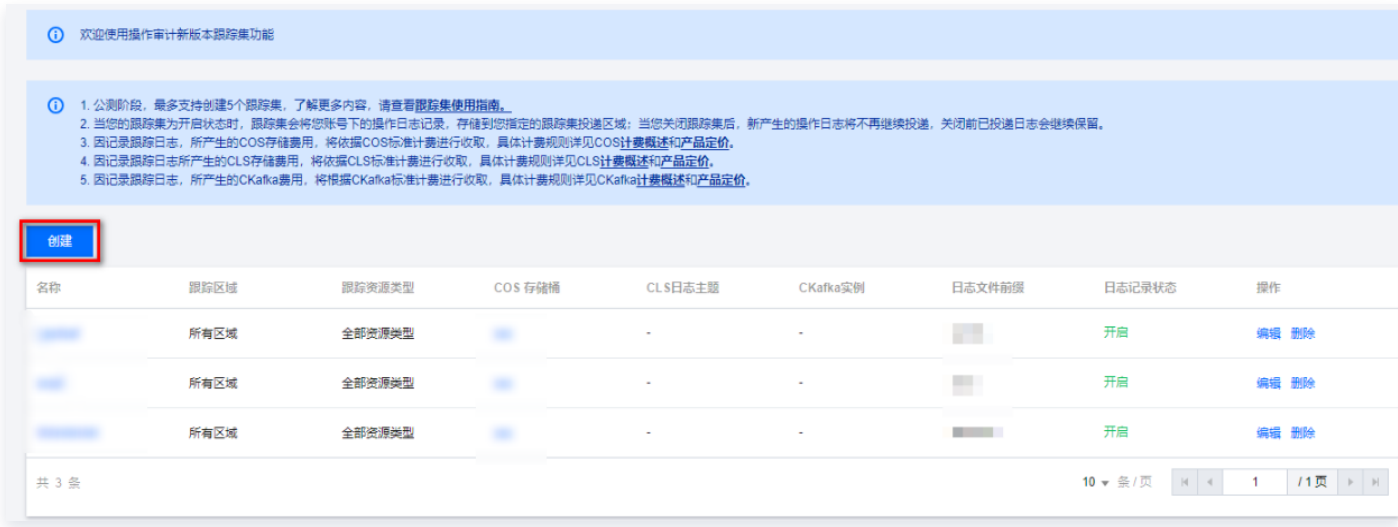 欢迎使用操作审计新版本跟踪集功能
1. 公测阶段，最多支持创建5个跟踪集，了解更多内容，请查看跟踪集使用指南。
2. 当您的跟踪集为开启状态时，跟踪集会将您账号下的操作日志记录，存储到您指定的跟踪集投递区域；当您关闭跟踪集后，新产生的操作日志将不再继续投递，关闭前已投递日志会继续保留。
3. 因记录跟踪日志，所产生的COS存储费用，将依据COS标准计费进行收取，具体计费规则详见COS计费概述和产品定价。
4. 因记录跟踪日志所产生的CLS存储费用，将依据CLS标准计费进行收取，具体计费规则详见CLS计费概述和产品定价。
5. 因记录跟踪日志，所产生的CKafka费用，将根据CKafka标准计费进行收取，具体计费规则详见CKafka计费概述和产品定价。
创建
名称 跟踪区域 跟踪资源类型 COS 存储桶 CLS日志主题 CKafka实例 日志文件前缀 日志记录状态 操作
所有区域 全部资源类型 - - 开启 编辑 删除
所有区域 全部资源类型 - - 开启 编辑 删除
所有区域 全部资源类型 - - 开启 编辑 删除
共 3 条 10 条 / 页 1 / 1 页